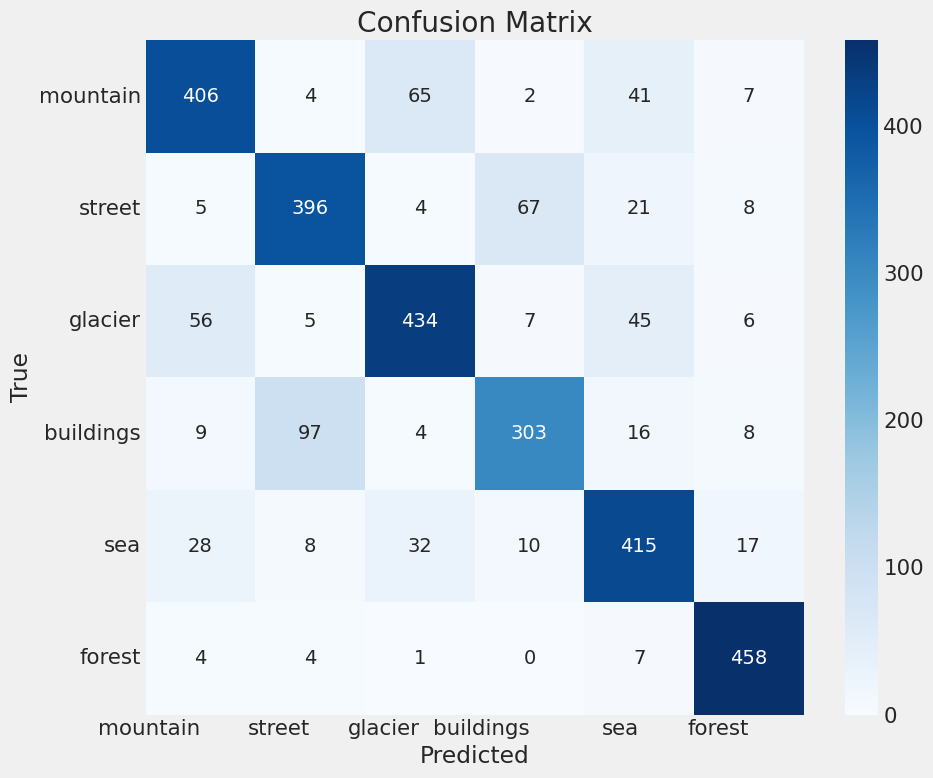 Confusion Matrix
mountain 406 4 65 2 41 7
street 5 396 4 67 21 8
glacier 56 5 434 7 45 6
buildings 9 97 4 303 16 8
sea 28 8 32 10 415 17
forest 4 4 1 0 7 458
mountain street glacier buildings sea forest
True
Predicted
400
300
200
100
0